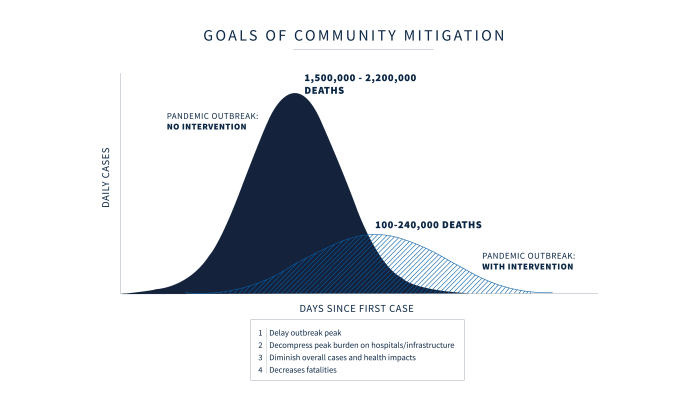 GOALS OF COMMUNITY MITIGATION
1,500,000 - 2,200,000
DEATHS
PANDEMIC OUTBREAK:
NO INTERVENTION
DAILY CASES
100-240,000 DEATHS
PANDEMIC OUTBREAK:
WITH INTERVENTION
DAYS SINCE FIRST CASE
1 Delay outbreak peak
2 Decompress peak burden on hospitals/infrastructure
3 Diminish overall cases and health impacts
4 Decreases fatalities